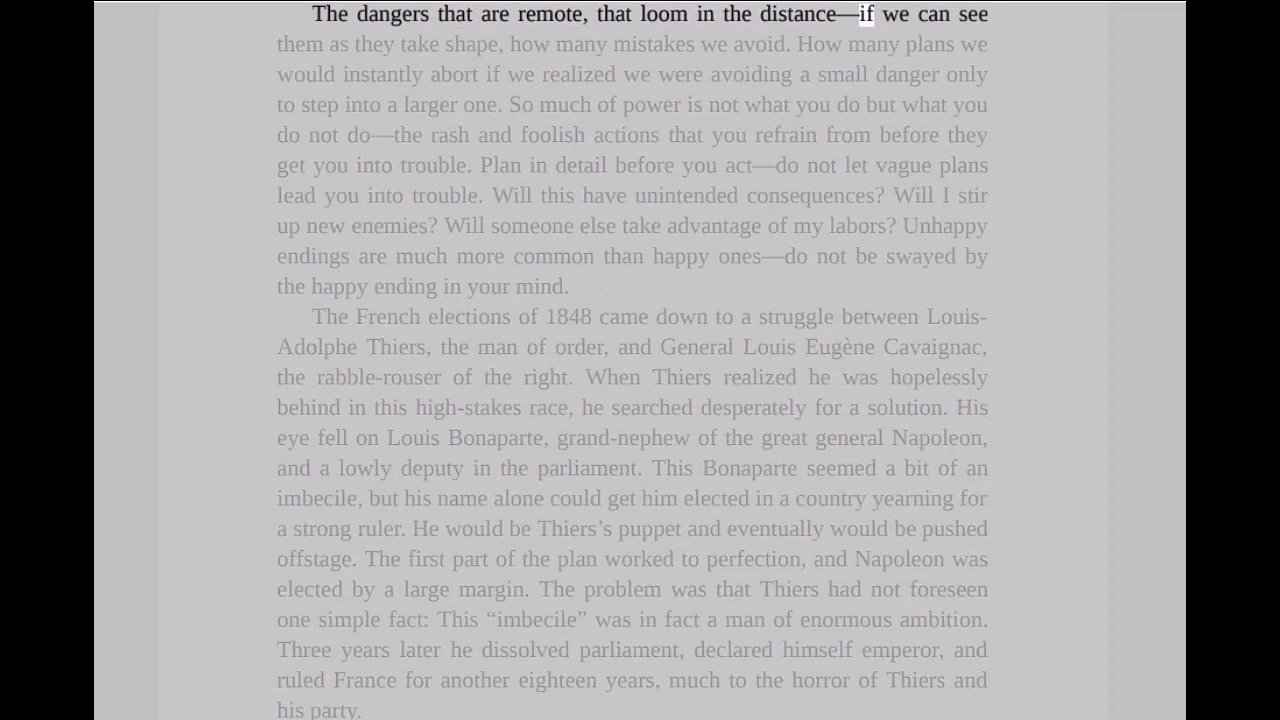 The dangers that are remote, that loom in the distance—if we can see
them as they take shape, how many mistakes we avoid. How many plans we
would instantly abort if we realized we were avoiding a small danger only
to step into a larger one. So much of power is not what you do but what you
do not do—the rash and foolish actions that you refrain from before they
get you into trouble. Plan in detail before you act—do not let vague plans
lead you into trouble. Will this have unintended consequences? Will I stir
up new enemies? Will someone else take advantage of my labors? Unhappy
endings are much more common than happy ones—do not be swayed by
the happy ending in your mind.
The French elections of 1848 came down to a struggle between Louis-
Adolphe Thiers, the man of order, and General Louis Eugène Cavaignac,
the rabble-rouser of the right. When Thiers realized he was hopelessly
behind in this high-stakes race, he searched desperately for a solution. His
eye fell on Louis Bonaparte, grand-nephew of the great general Napoleon,
and a lowly deputy in the parliament. This Bonaparte seemed a bit of an
imbecile, but his name alone could get him elected in a country yearning for
a strong ruler. He would be Thiers’s puppet and eventually would be pushed
offstage. The first part of the plan worked to perfection, and Napoleon was
elected by a large margin. The problem was that Thiers had not foreseen
one simple fact: This “imbecile” was in fact a man of enormous ambition.
Three years later he dissolved parliament, declared himself emperor, and
ruled France for another eighteen years, much to the horror of Thiers and
his party.